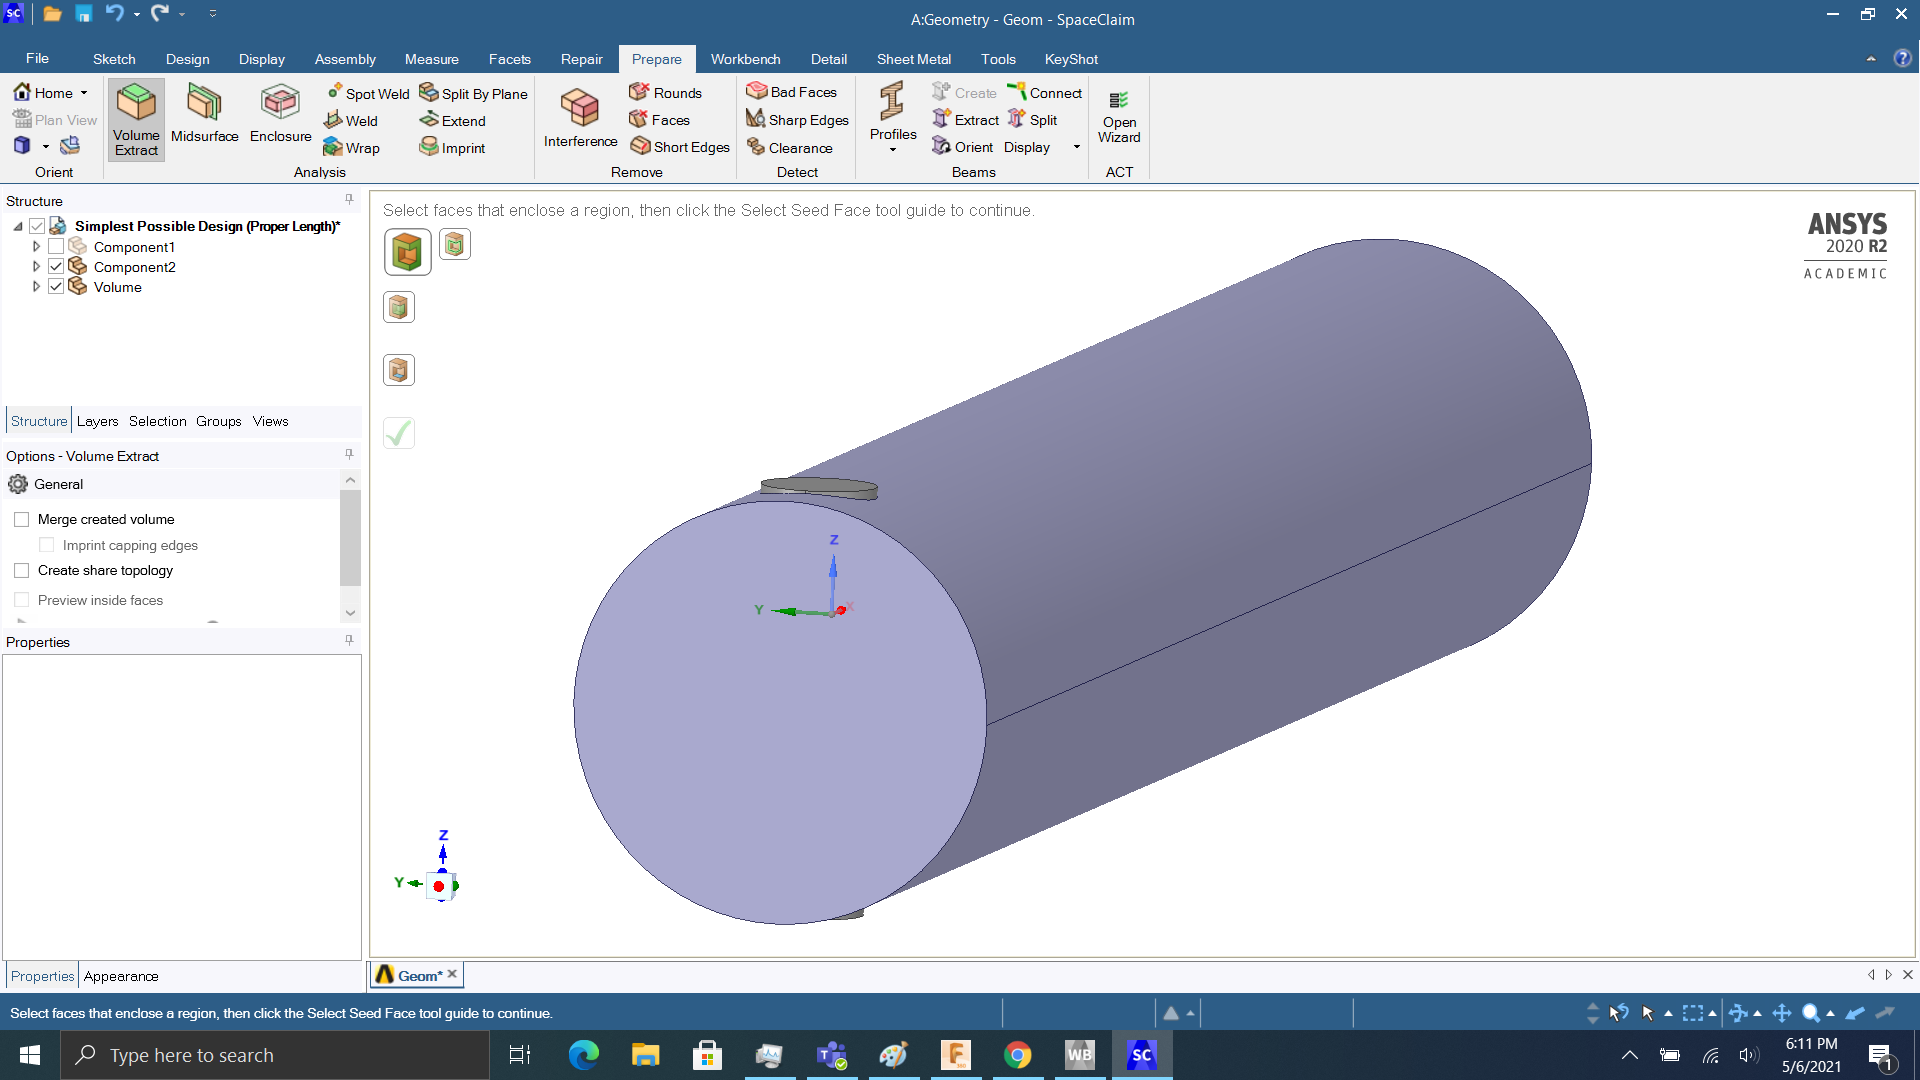 SC
A:Geometry - Geom - SpaceClaim
File Sketch Design Display Assembly Measure Facets Repair Prepare Workbench Detail Sheet Metal Tools KeyShot
Home
Plan View
Orient
Volume Extract
Midsurface
Enclosure
Spot Weld
Weld
Wrap
Split By Plane
Extend
Imprint
Analysis
Interference
Rounds
Faces
Short Edges
Remove
Bad Faces
Sharp Edges
Clearance
Detect
Profiles
Create
Extract
Orient
Connect
Split
Display
Beams
Open Wizard
ACT
Structure
Simplest Possible Design (Proper Length)*
Component1
Component2
Volume
Structure Layers Selection Groups Views
Options - Volume Extract
General
Merge created volume
Imprint capping edges
Create share topology
Preview inside faces
Properties
Properties Appearance
Select faces that enclose a region, then click the Select Seed Face tool guide to continue.
ANSYS
2020 R2
ACADEMIC
Z
Y
X
Z
Y
Geom*
Select faces that enclose a region, then click the Select Seed Face tool guide to continue.
Type here to search
WB
SC
6:11 PM
5/6/2021
1